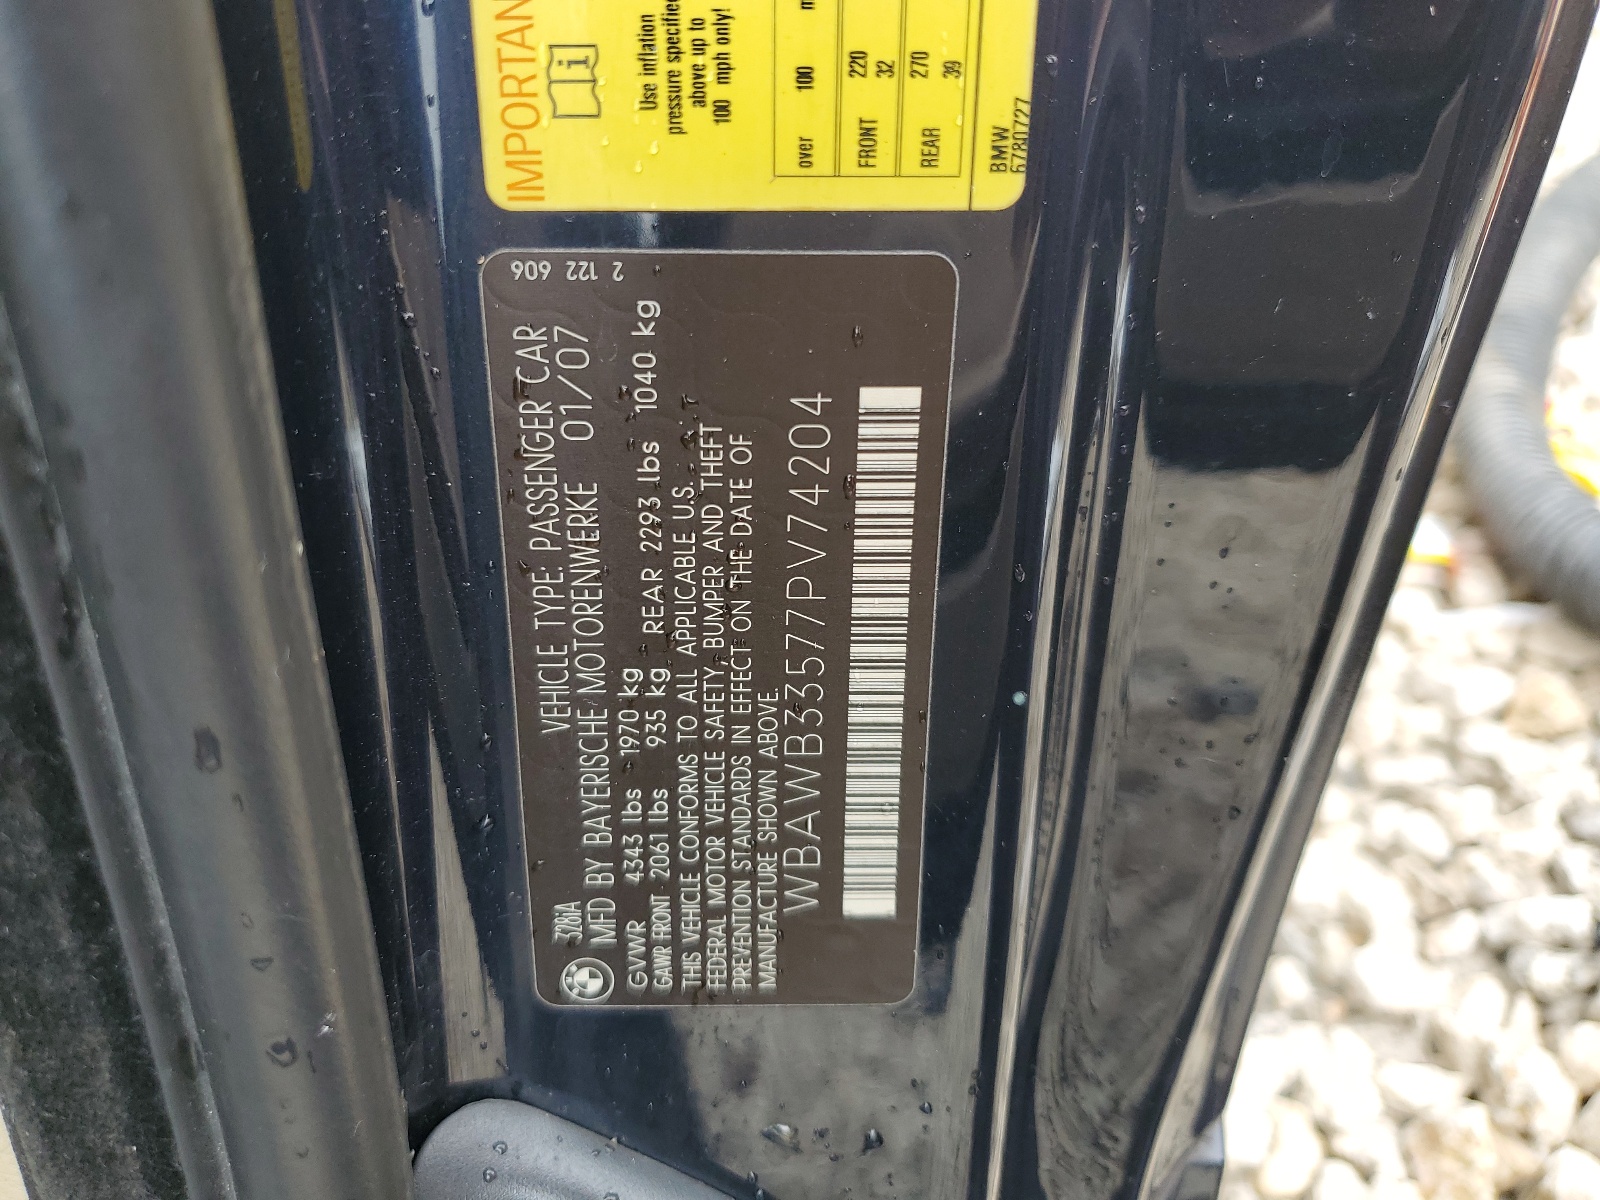 IMPORTAN
Use inflation
pressure specified
above up to
100 mph only!
over 100 m
FRONT 220
32
REAR 270
39
BMW
6780727
2 122 606
328iA VEHICLE TYPE: PASSENGER CAR
MFD BY BAYERISCHE MOTORENWERKE 01/07
GVWR 4343 lbs 1970 kg
GAWR FRONT 2061 lbs 935 kg REAR 2293 lbs 1040 kg
THIS VEHICLE CONFORMS TO ALL APPLICABLE U.S.
FEDERAL MOTOR VEHICLE SAFETY, BUMPER AND THEFT
PREVENTION STANDARDS IN EFFECT ON THE DATE OF
MANUFACTURE SHOWN ABOVE.
WBAWB33577PV74204